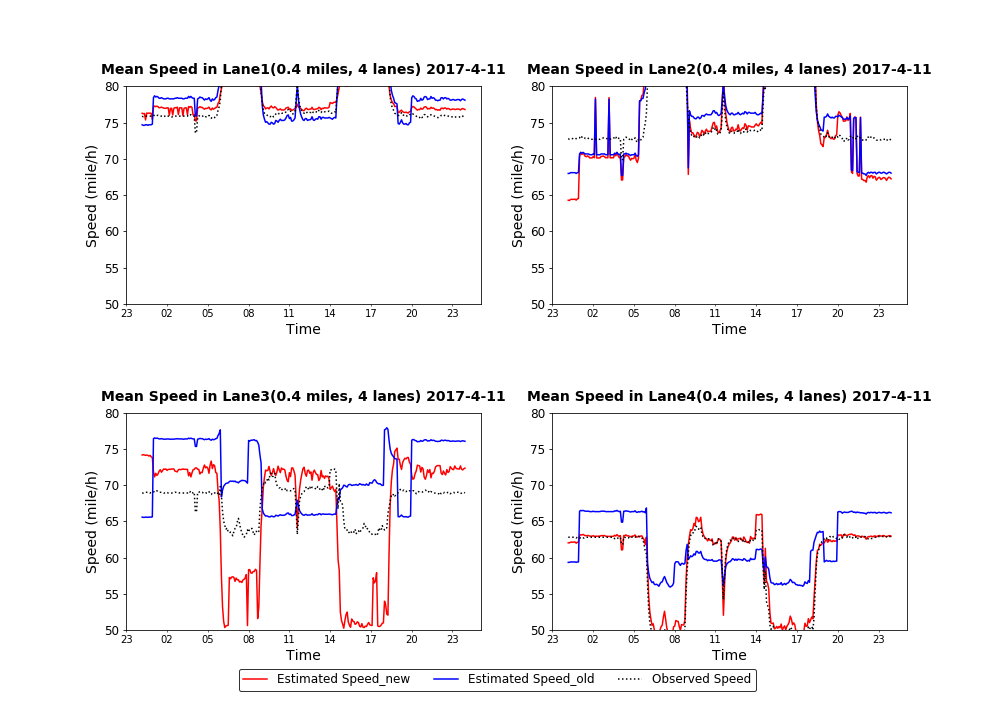 Mean Speed in Lane1(0.4 miles, 4 lanes) 2017-4-11
80
75
70
65
60
55
50
Speed (mile/h)
23 02 05 08 11 14 17 20 23
Time
Mean Speed in Lane2(0.4 miles, 4 lanes) 2017-4-11
80
75
70
65
60
55
50
Speed (mile/h)
23 02 05 08 11 14 17 20 23
Time
Mean Speed in Lane3(0.4 miles, 4 lanes) 2017-4-11
80
75
70
65
60
55
50
Speed (mile/h)
23 02 05 08 11 14 17 20 23
Time
Mean Speed in Lane4(0.4 miles, 4 lanes) 2017-4-11
80
75
70
65
60
55
50
Speed (mile/h)
23 02 05 08 11 14 17 20 23
Time
Estimated Speed_new Estimated Speed_old Observed Speed